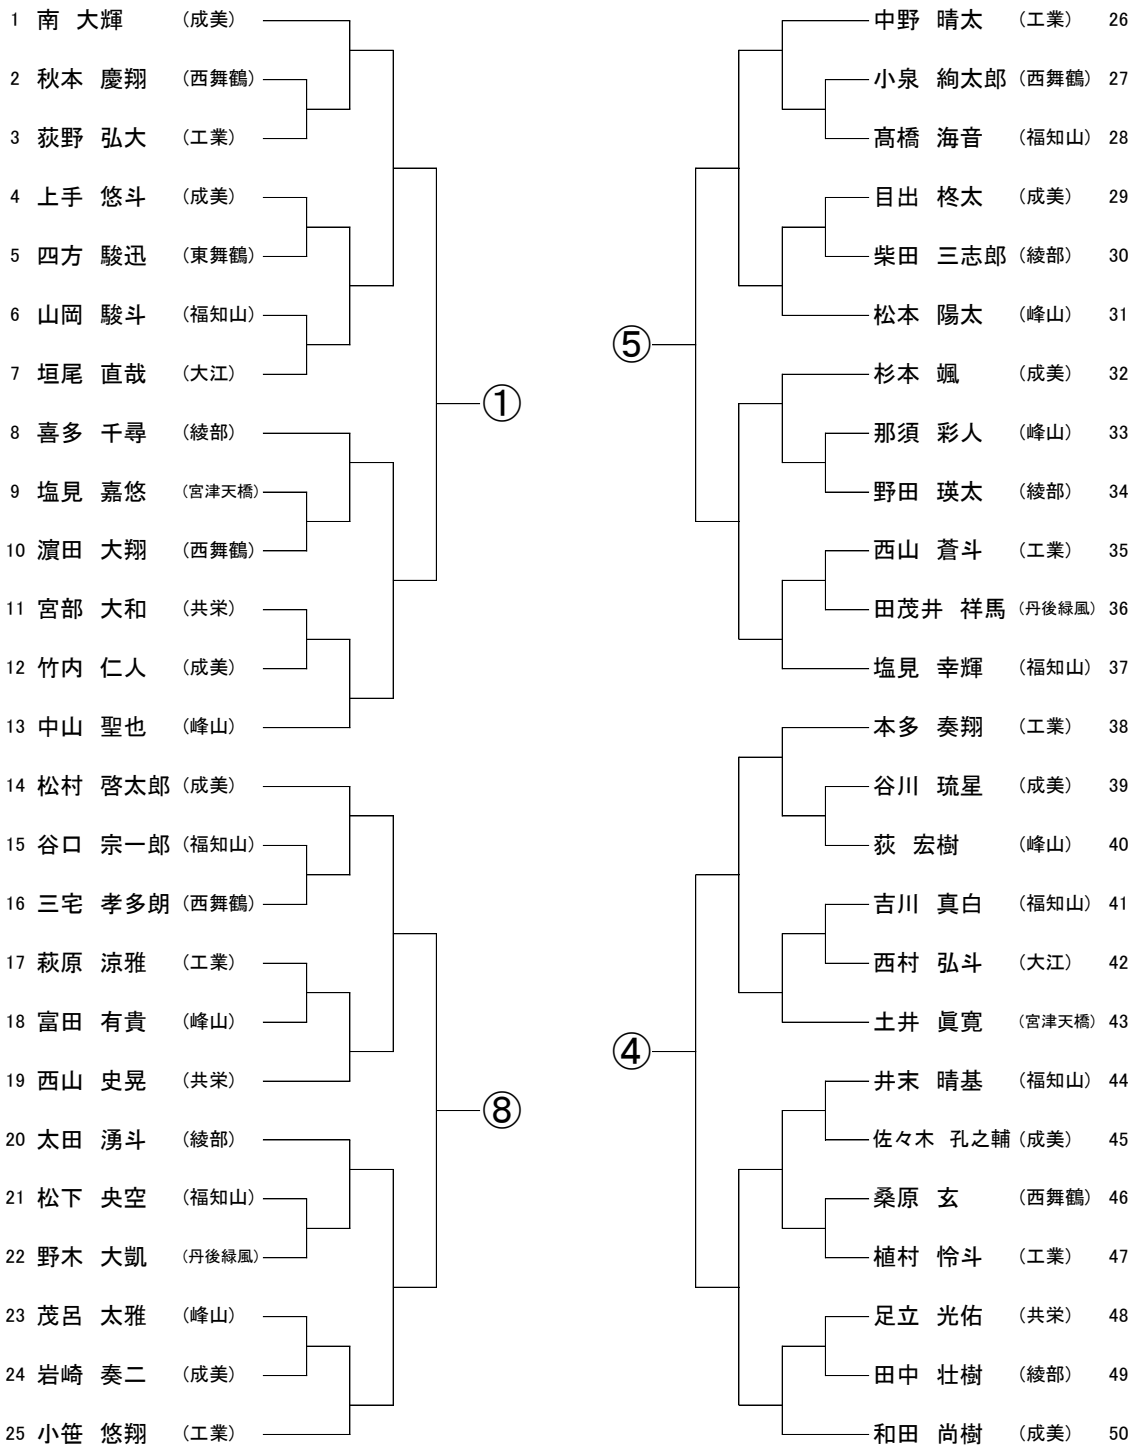 1 南 大輝 (成美)
2 秋本 慶翔 (西舞鶴)
3 荻野 弘大 (工業)
4 上手 悠斗 (成美)
5 四方 駿迅 (東舞鶴)
6 山岡 駿斗 (福知山)
7 垣尾 直哉 (大江)
①
8 喜多 千尋 (綾部)
9 塩見 嘉悠 (宮津天橋)
10 濵田 大翔 (西舞鶴)
11 宮部 大和 (共栄)
12 竹内 仁人 (成美)
13 中山 聖也 (峰山)
14 松村 啓太郎 (成美)
15 谷口 宗一郎 (福知山)
16 三宅 孝多朗 (西舞鶴)
17 萩原 涼雅 (工業)
18 富田 有貴 (峰山)
19 西山 史晃 (共栄)
⑧
20 太田 湧斗 (綾部)
21 松下 央空 (福知山)
22 野木 大凱 (丹後緑風)
23 茂呂 太雅 (峰山)
24 岩崎 奏二 (成美)
25 小笹 悠翔 (工業)
中野 晴太 (工業) 26
小泉 絢太郎 (西舞鶴) 27
髙橋 海音 (福知山) 28
目出 柊太 (成美) 29
柴田 三志郎 (綾部) 30
松本 陽太 (峰山) 31
⑤
杉本 颯 (成美) 32
那須 彩人 (峰山) 33
野田 瑛太 (綾部) 34
西山 蒼斗 (工業) 35
田茂井 祥馬 (丹後緑風) 36
塩見 幸輝 (福知山) 37
本多 奏翔 (工業) 38
谷川 琉星 (成美) 39
荻 宏樹 (峰山) 40
吉川 真白 (福知山) 41
西村 弘斗 (大江) 42
土井 眞寛 (宮津天橋) 43
④
井末 晴基 (福知山) 44
佐々木 孔之輔 (成美) 45
桑原 玄 (西舞鶴) 46
植村 怜斗 (工業) 47
足立 光佑 (共栄) 48
田中 壮樹 (綾部) 49
和田 尚樹 (成美) 50